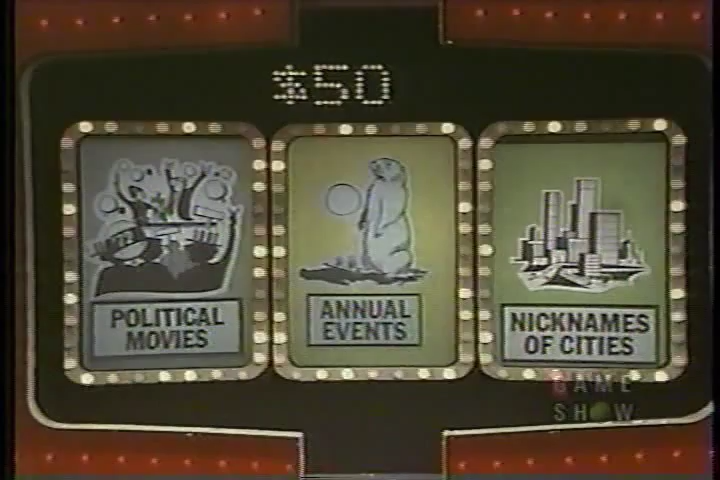 $50
POLITICAL
MOVIES
ANNUAL
EVENTS
NICKNAMES
OF CITIES
GAME
SHOW